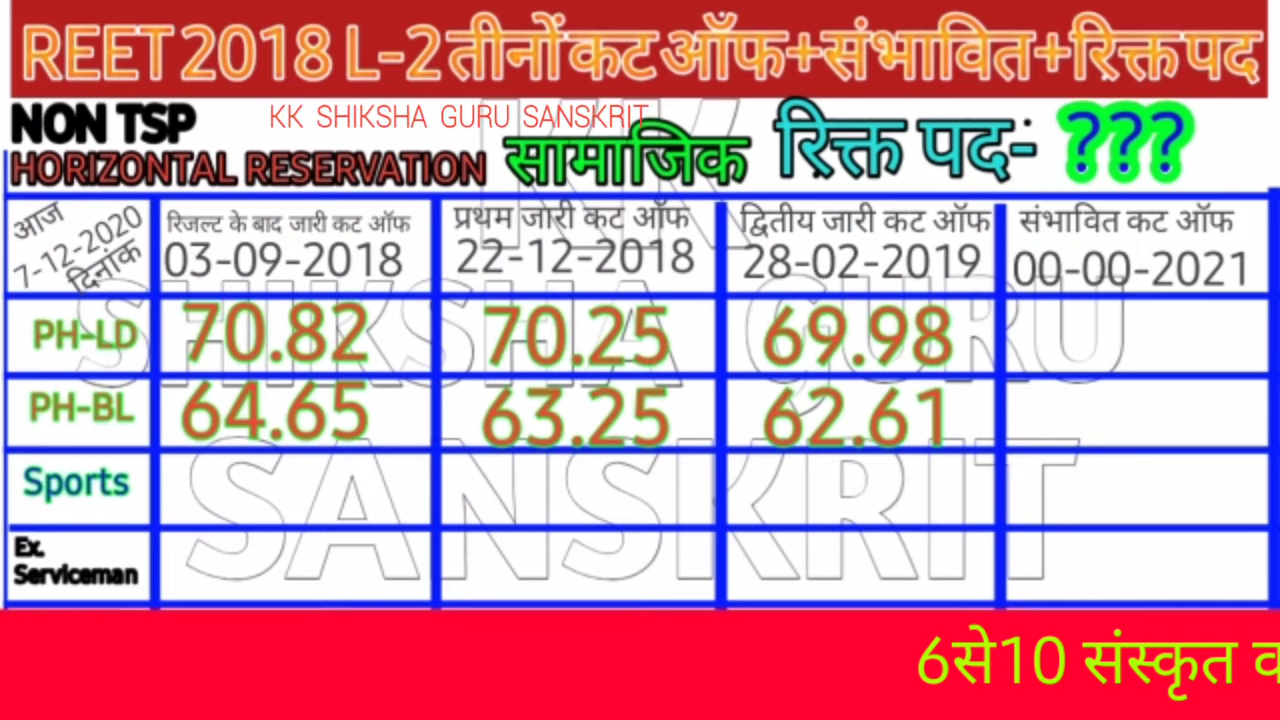 REET 2018 L-2 तीनों कट ऑफ+संभावित+रिक्त पद
NON TSP
KK SHIKSHA GURU SANSKRIT
HORIZONTAL RESERVATION
सामाजिक
रिक्त पद- ???
आज
7-12-2020
दिनांक
रिजल्ट के बाद जारी कट ऑफ
03-09-2018
प्रथम जारी कट ऑफ
22-12-2018
द्वितीय जारी कट ऑफ
28-02-2019
संभावित कट ऑफ
00-00-2021
PH-LD 70.82 70.25 69.98
PH-BL 64.65 63.25 62.61
Sports
Ex.
Serviceman
KK
SHIKSHA GURU
SANSKRIT
6से10 संस्कृत